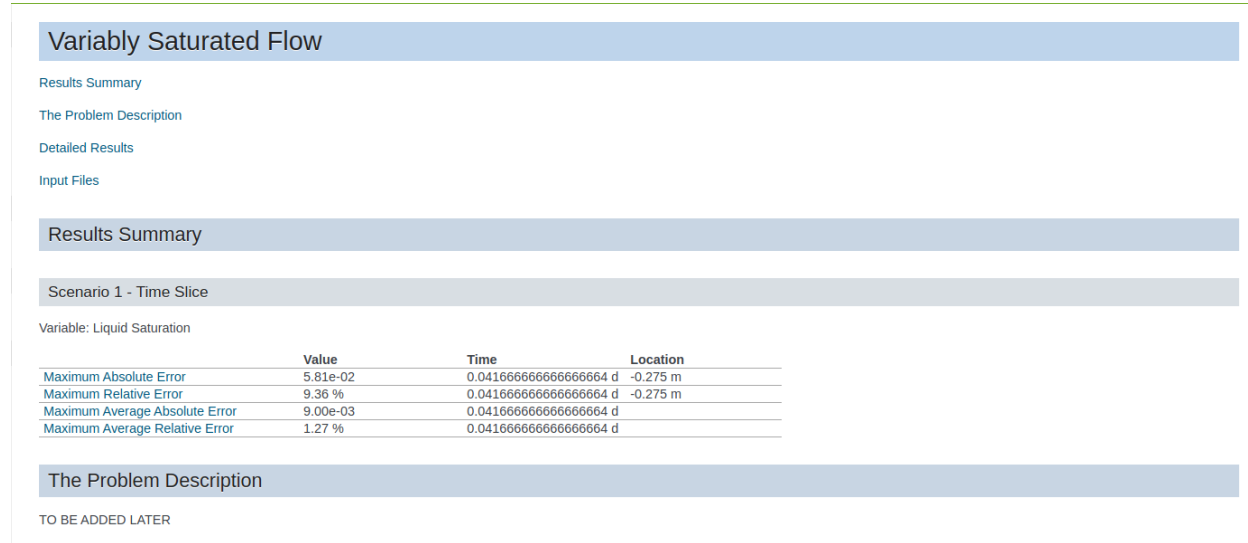 Variably Saturated Flow
Results Summary
The Problem Description
Detailed Results
Input Files
Results Summary
Scenario 1 - Time Slice
Variable: Liquid Saturation
Value Time Location
Maximum Absolute Error 5.81e-02 0.041666666666666664 d -0.275 m
Maximum Relative Error 9.36 % 0.041666666666666664 d -0.275 m
Maximum Average Absolute Error 9.00e-03 0.041666666666666664 d
Maximum Average Relative Error 1.27 % 0.041666666666666664 d
The Problem Description
TO BE ADDED LATER